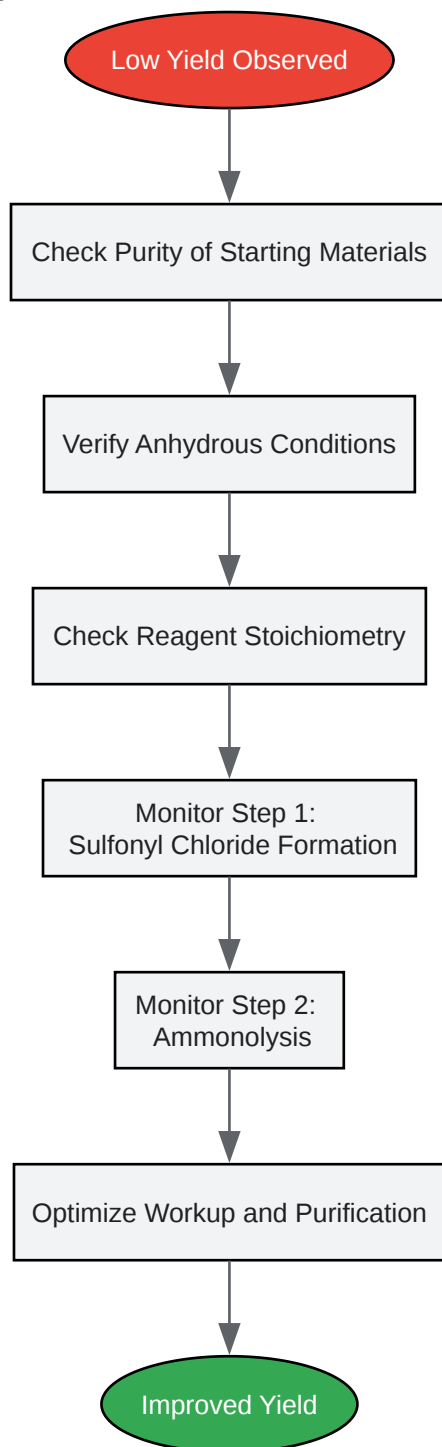 Low Yield Observed
Check Purity of Starting Materials
Verify Anhydrous Conditions
Check Reagent Stoichiometry
Monitor Step 1:
Sulfonyl Chloride Formation
Monitor Step 2:
Ammonolysis
Optimize Workup and Purification
Improved Yield